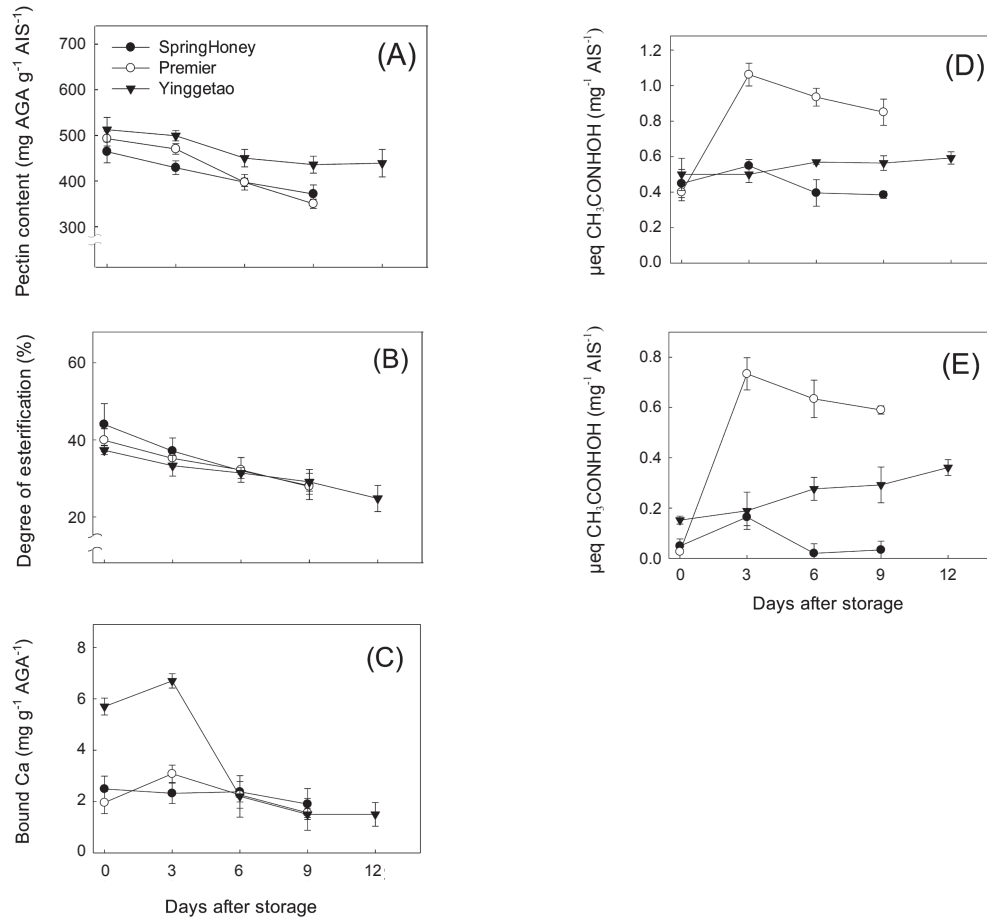 Pectin content (mg AGA g⁻¹ AIS⁻¹)
700
600
500
400
300
SpringHoney
Premier
Yinggetao
(A)
Degree of esterification (%)
60
40
20
(B)
Bound Ca (mg g⁻¹ AGA⁻¹)
8
6
4
2
0
(C)
0 3 6 9 12
Days after storage
µeq CH₃CONHOH (mg⁻¹ AIS⁻¹)
1.2
1.0
0.8
0.6
0.4
0.2
0.0
(D)
µeq CH₃CONHOH (mg⁻¹ AIS⁻¹)
0.8
0.6
0.4
0.2
0.0
(E)
0 3 6 9 12
Days after storage